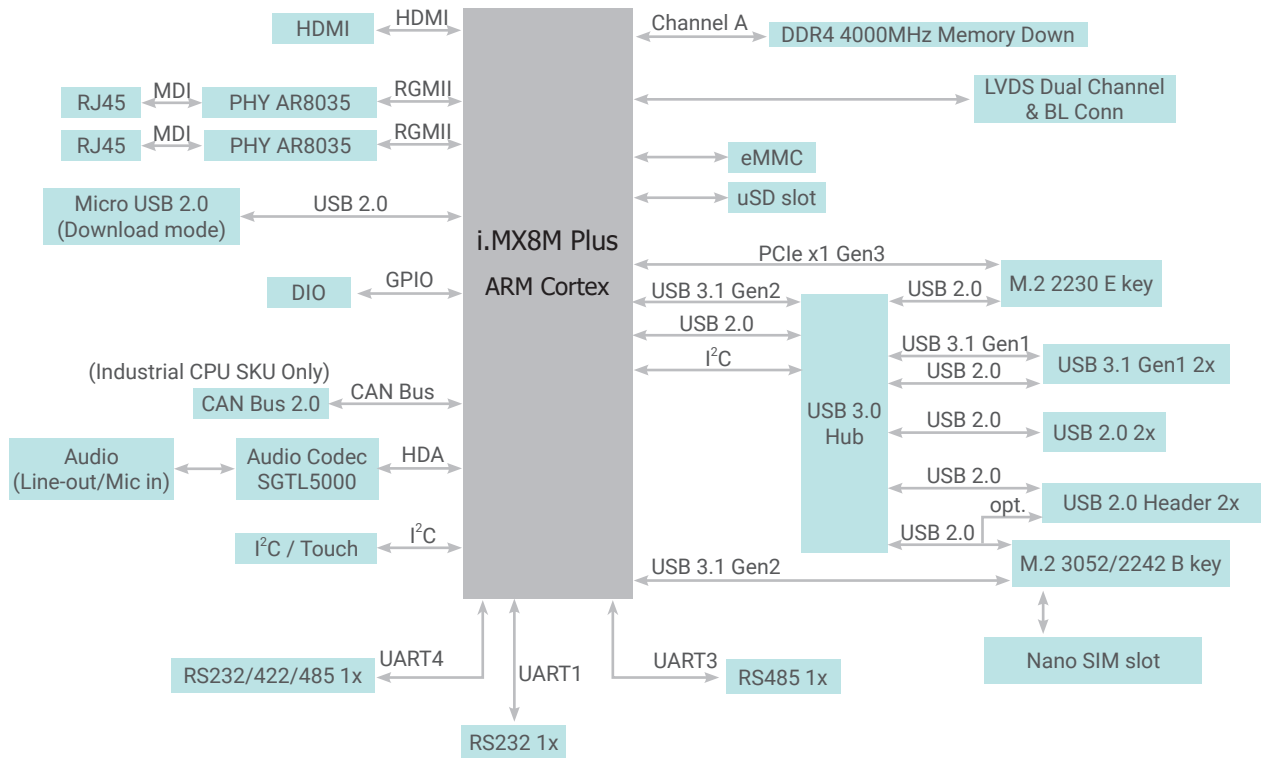 HDMI
HDMI
RJ45
MDI
PHY AR8035
RGMII
RJ45
MDI
PHY AR8035
RGMII
Micro USB 2.0
(Download mode)
USB 2.0
DIO
GPIO
(Industrial CPU SKU Only)
CAN Bus 2.0
CAN Bus
Audio
(Line-out/Mic in)
Audio Codec
SGTL5000
HDA
I²C / Touch
I²C
i.MX8M Plus
ARM Cortex
Channel A
DDR4 4000MHz Memory Down
LVDS Dual Channel
& BL Conn
eMMC
uSD slot
PCIe x1 Gen3
M.2 2230 E key
USB 3.1 Gen2
USB 2.0
I²C
USB 3.0
Hub
USB 2.0
USB 3.1 Gen1
USB 2.0
USB 3.1 Gen1 2x
USB 2.0
USB 2.0 2x
USB 2.0
opt.
USB 2.0 Header 2x
USB 2.0
USB 3.1 Gen2
M.2 3052/2242 B key
Nano SIM slot
RS232/422/485 1x
UART4
UART1
RS232 1x
UART3
RS485 1x